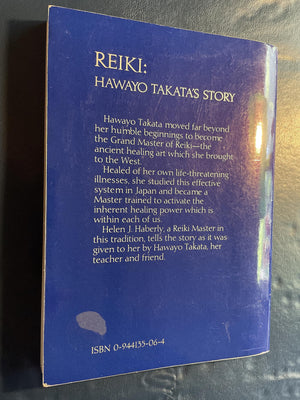 REIKI:
HAWAYO TAKATA'S STORY
Hawayo Takata moved far beyond
her humble beginnings to become
the Grand Master of Reiki—the
ancient healing art which she brought
to the West.
Healed of her own life-threatening
illnesses, she studied this effective
system in Japan and became a
Master trained to activate the
inherent healing power which is
within each of us.
Helen J. Haberly, a Reiki Master in
this tradition, tells the story as it was
given to her by Hawayo Takata, her
teacher and friend.
ISBN 0-944135-06-4